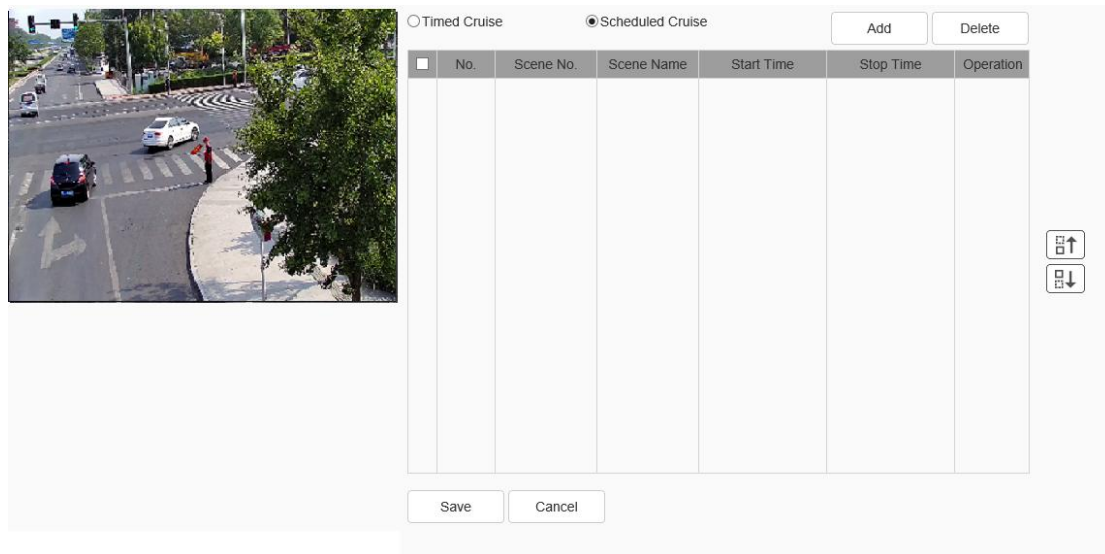 Timed Cruise Scheduled Cruise Add Delete
No. Scene No. Scene Name Start Time Stop Time Operation
Save Cancel